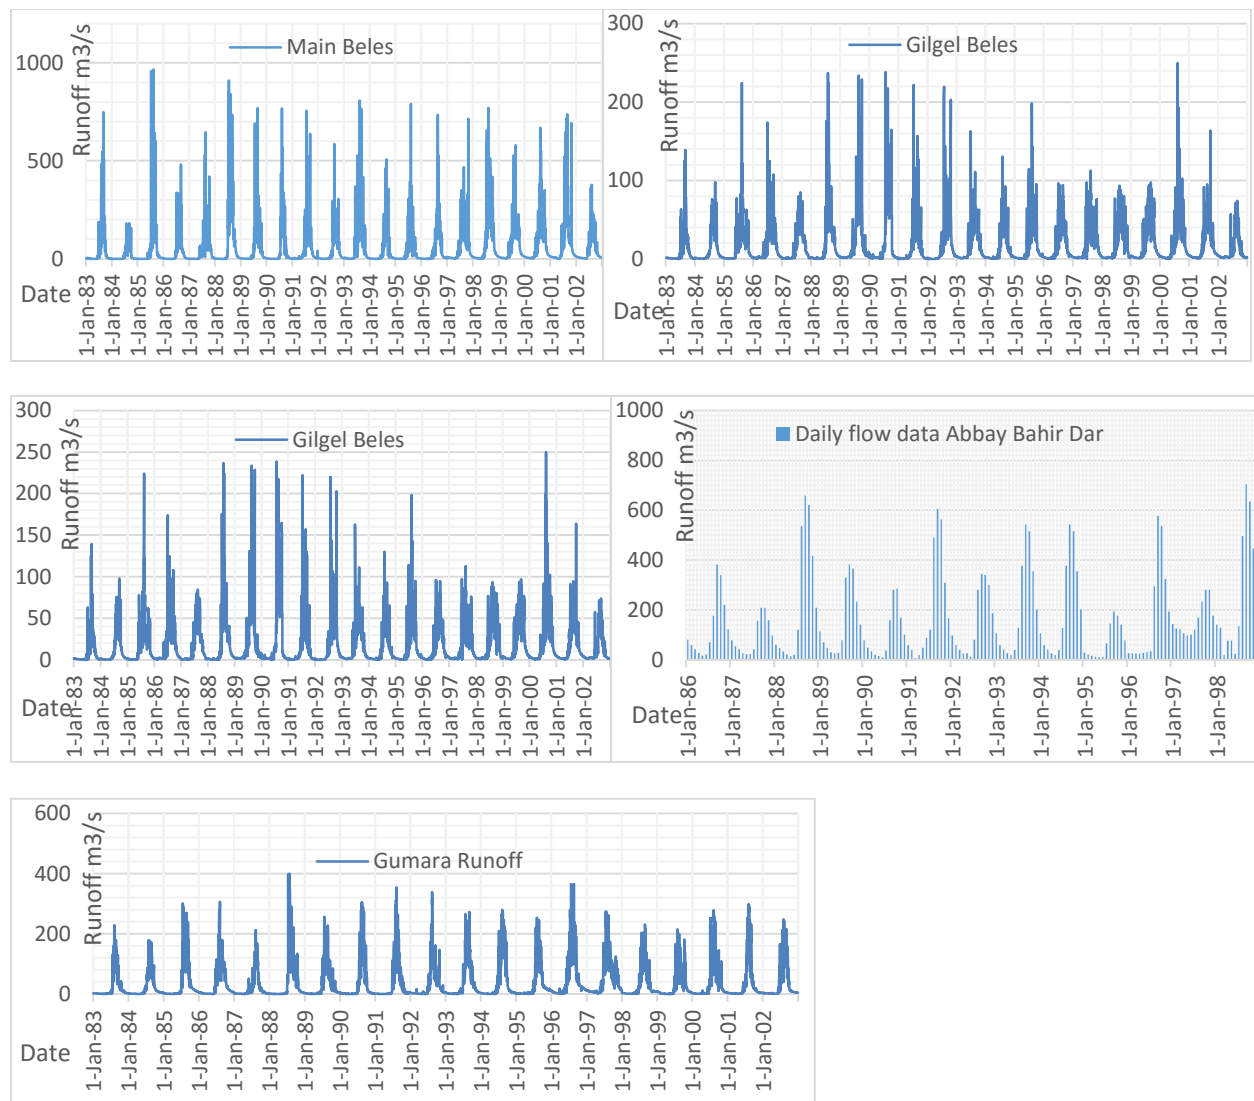 Main Beles
Runoff m3/s
1000
500
0
Date
1-Jan-83
1-Jan-84
1-Jan-85
1-Jan-86
1-Jan-87
1-Jan-88
1-Jan-89
1-Jan-90
1-Jan-91
1-Jan-92
1-Jan-93
1-Jan-94
1-Jan-95
1-Jan-96
1-Jan-97
1-Jan-98
1-Jan-99
1-Jan-00
1-Jan-01
1-Jan-02
Gilgel Beles
Runoff m3/s
300
200
100
0
Date
1-Jan-83
1-Jan-84
1-Jan-85
1-Jan-86
1-Jan-87
1-Jan-88
1-Jan-89
1-Jan-90
1-Jan-91
1-Jan-92
1-Jan-93
1-Jan-94
1-Jan-95
1-Jan-96
1-Jan-97
1-Jan-98
1-Jan-99
1-Jan-00
1-Jan-01
1-Jan-02
Gilgel Beles
Runoff m3/s
300
250
200
150
100
50
0
Date
1-Jan-83
1-Jan-84
1-Jan-85
1-Jan-86
1-Jan-87
1-Jan-88
1-Jan-89
1-Jan-90
1-Jan-91
1-Jan-92
1-Jan-93
1-Jan-94
1-Jan-95
1-Jan-96
1-Jan-97
1-Jan-98
1-Jan-99
1-Jan-00
1-Jan-01
1-Jan-02
Daily flow data Abbay Bahir Dar
Runoff m3/s
1000
800
600
400
200
0
Date
1-Jan-86
1-Jan-87
1-Jan-88
1-Jan-89
1-Jan-90
1-Jan-91
1-Jan-92
1-Jan-93
1-Jan-94
1-Jan-95
1-Jan-96
1-Jan-97
1-Jan-98
Gumara Runoff
Runoff m3/s
600
400
200
0
Date
1-Jan-83
1-Jan-84
1-Jan-85
1-Jan-86
1-Jan-87
1-Jan-88
1-Jan-89
1-Jan-90
1-Jan-91
1-Jan-92
1-Jan-93
1-Jan-94
1-Jan-95
1-Jan-96
1-Jan-97
1-Jan-98
1-Jan-99
1-Jan-00
1-Jan-01
1-Jan-02